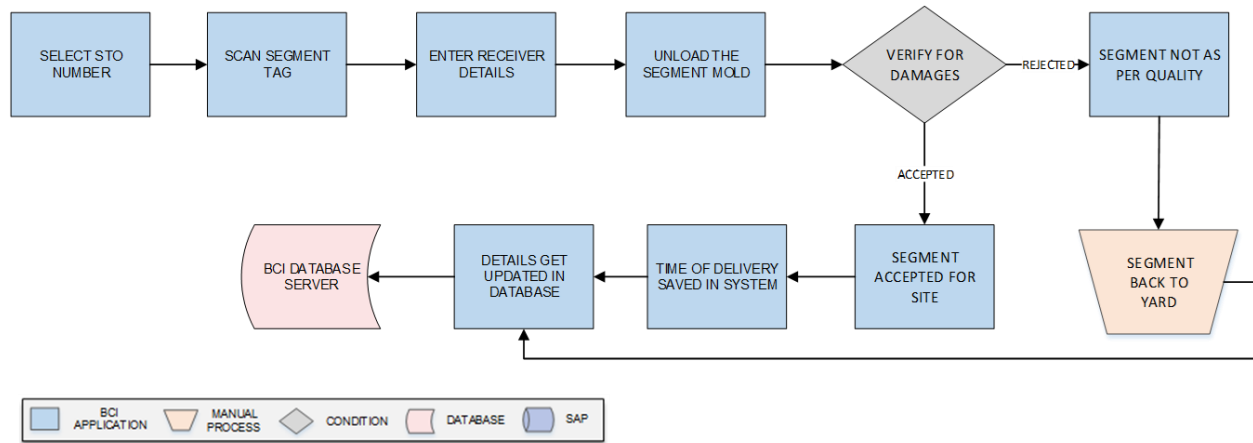 SELECT STO
NUMBER
SCAN SEGMENT
TAG
ENTER RECEIVER
DETAILS
UNLOAD THE
SEGMENT MOLD
VERIFY FOR
DAMAGES
REJECTED
SEGMENT NOT AS
PER QUALITY
ACCEPTED
BCI DATABASE
SERVER
DETAILS GET
UPDATED IN
DATABASE
TIME OF DELIVERY
SAVED IN SYSTEM
SEGMENT
ACCEPTED FOR
SITE
SEGMENT
BACK TO
YARD
BCI
APPLICATION
MANUAL
PROCESS
CONDITION
DATABASE
SAP